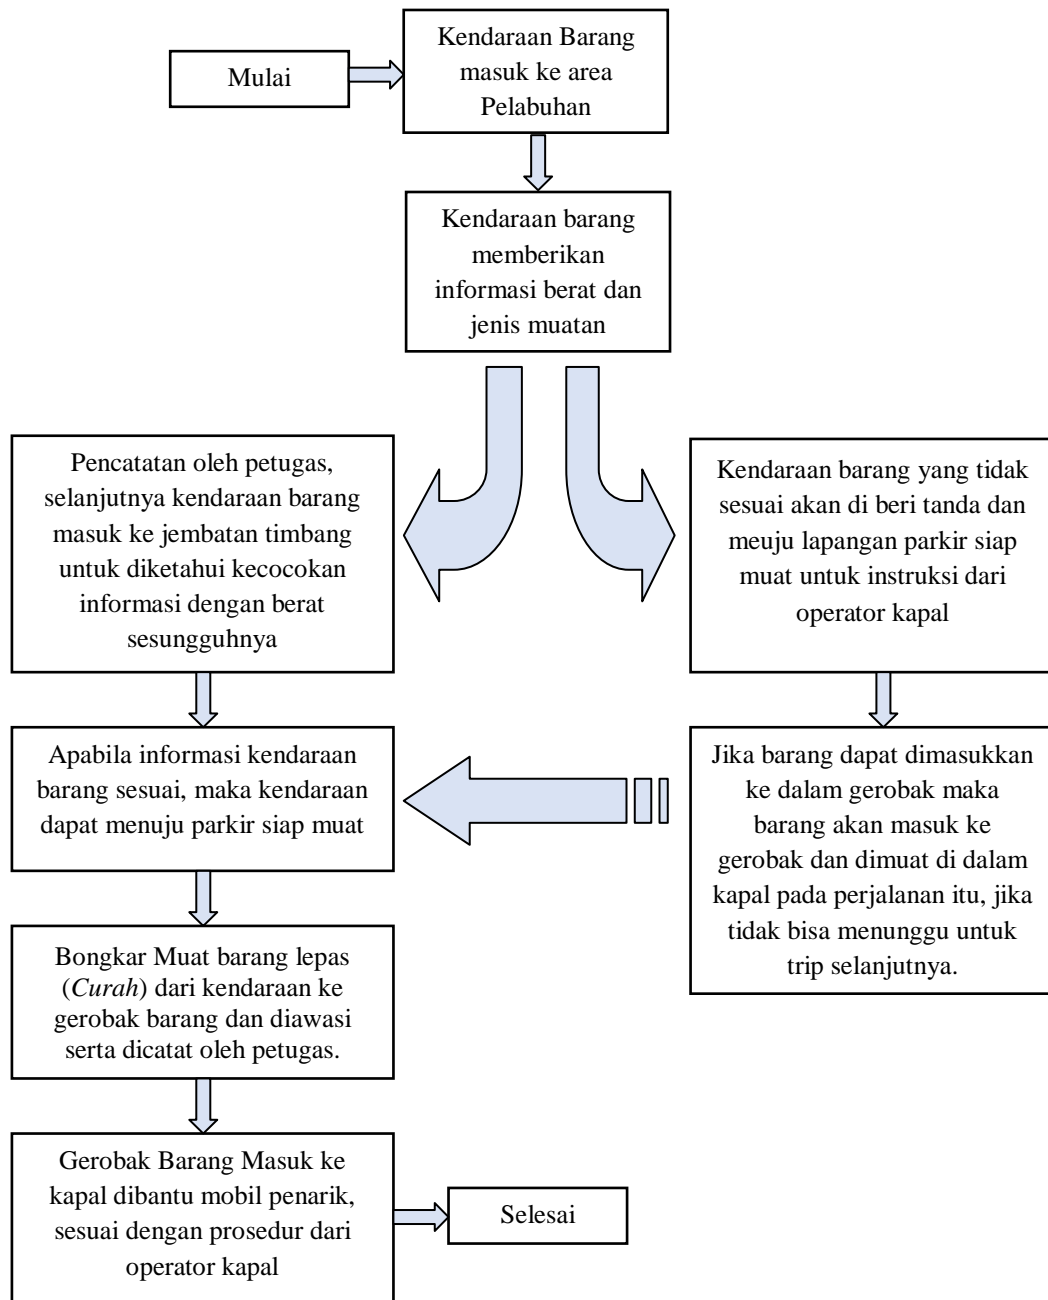 Mulai
Kendaraan Barang
masuk ke area
Pelabuhan
Kendaraan barang
memberikan
informasi berat dan
jenis muatan
Pencatatan oleh petugas,
selanjutnya kendaraan barang
masuk ke jembatan timbang
untuk diketahui kecocokan
informasi dengan berat
sesungguhnya
Kendaraan barang yang tidak
sesuai akan di beri tanda dan
meuju lapangan parkir siap
muat untuk instruksi dari
operator kapal
Apabila informasi kendaraan
barang sesuai, maka kendaraan
dapat menuju parkir siap muat
Jika barang dapat dimasukkan
ke dalam gerobak maka
barang akan masuk ke
gerobak dan dimuat di dalam
kapal pada perjalanan itu, jika
tidak bisa menunggu untuk
trip selanjutnya.
Bongkar Muat barang lepas
(Curah) dari kendaraan ke
gerobak barang dan diawasi
serta dicatat oleh petugas.
Gerobak Barang Masuk ke
kapal dibantu mobil penarik,
sesuai dengan prosedur dari
operator kapal
Selesai